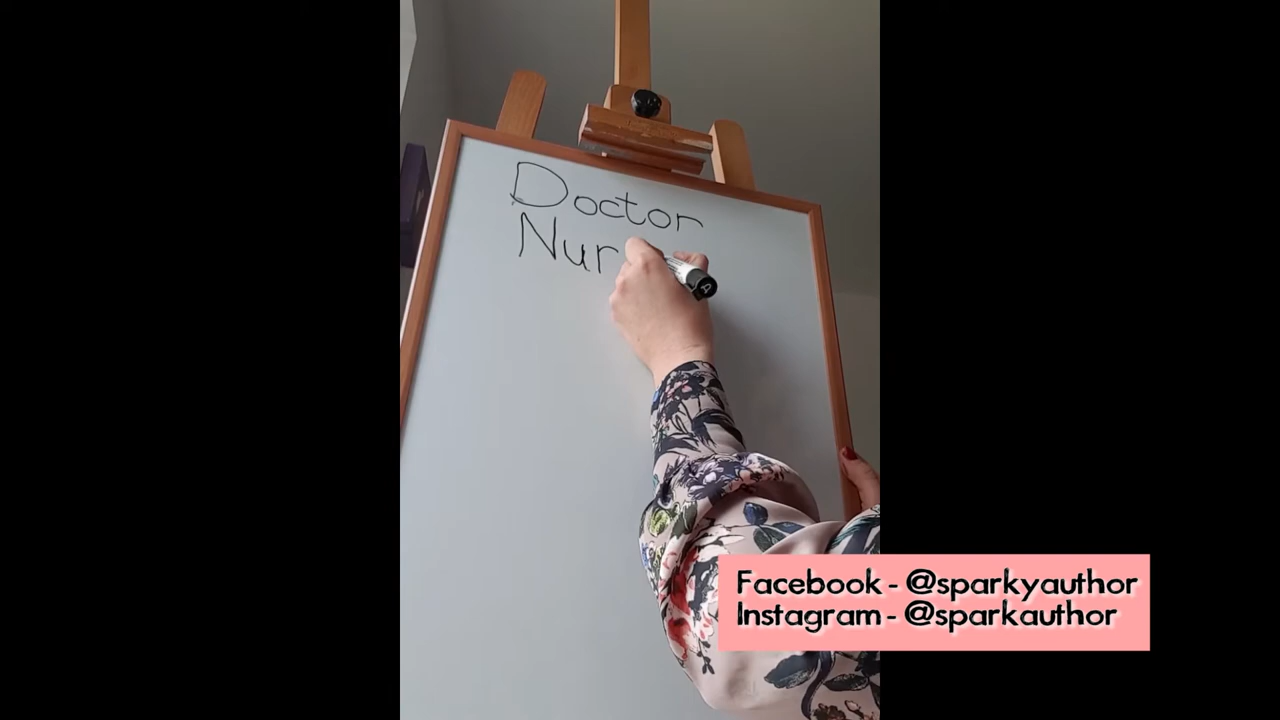 Doctor
Nur
Facebook - @sparkyauthor
Instagram - @sparkauthor
A